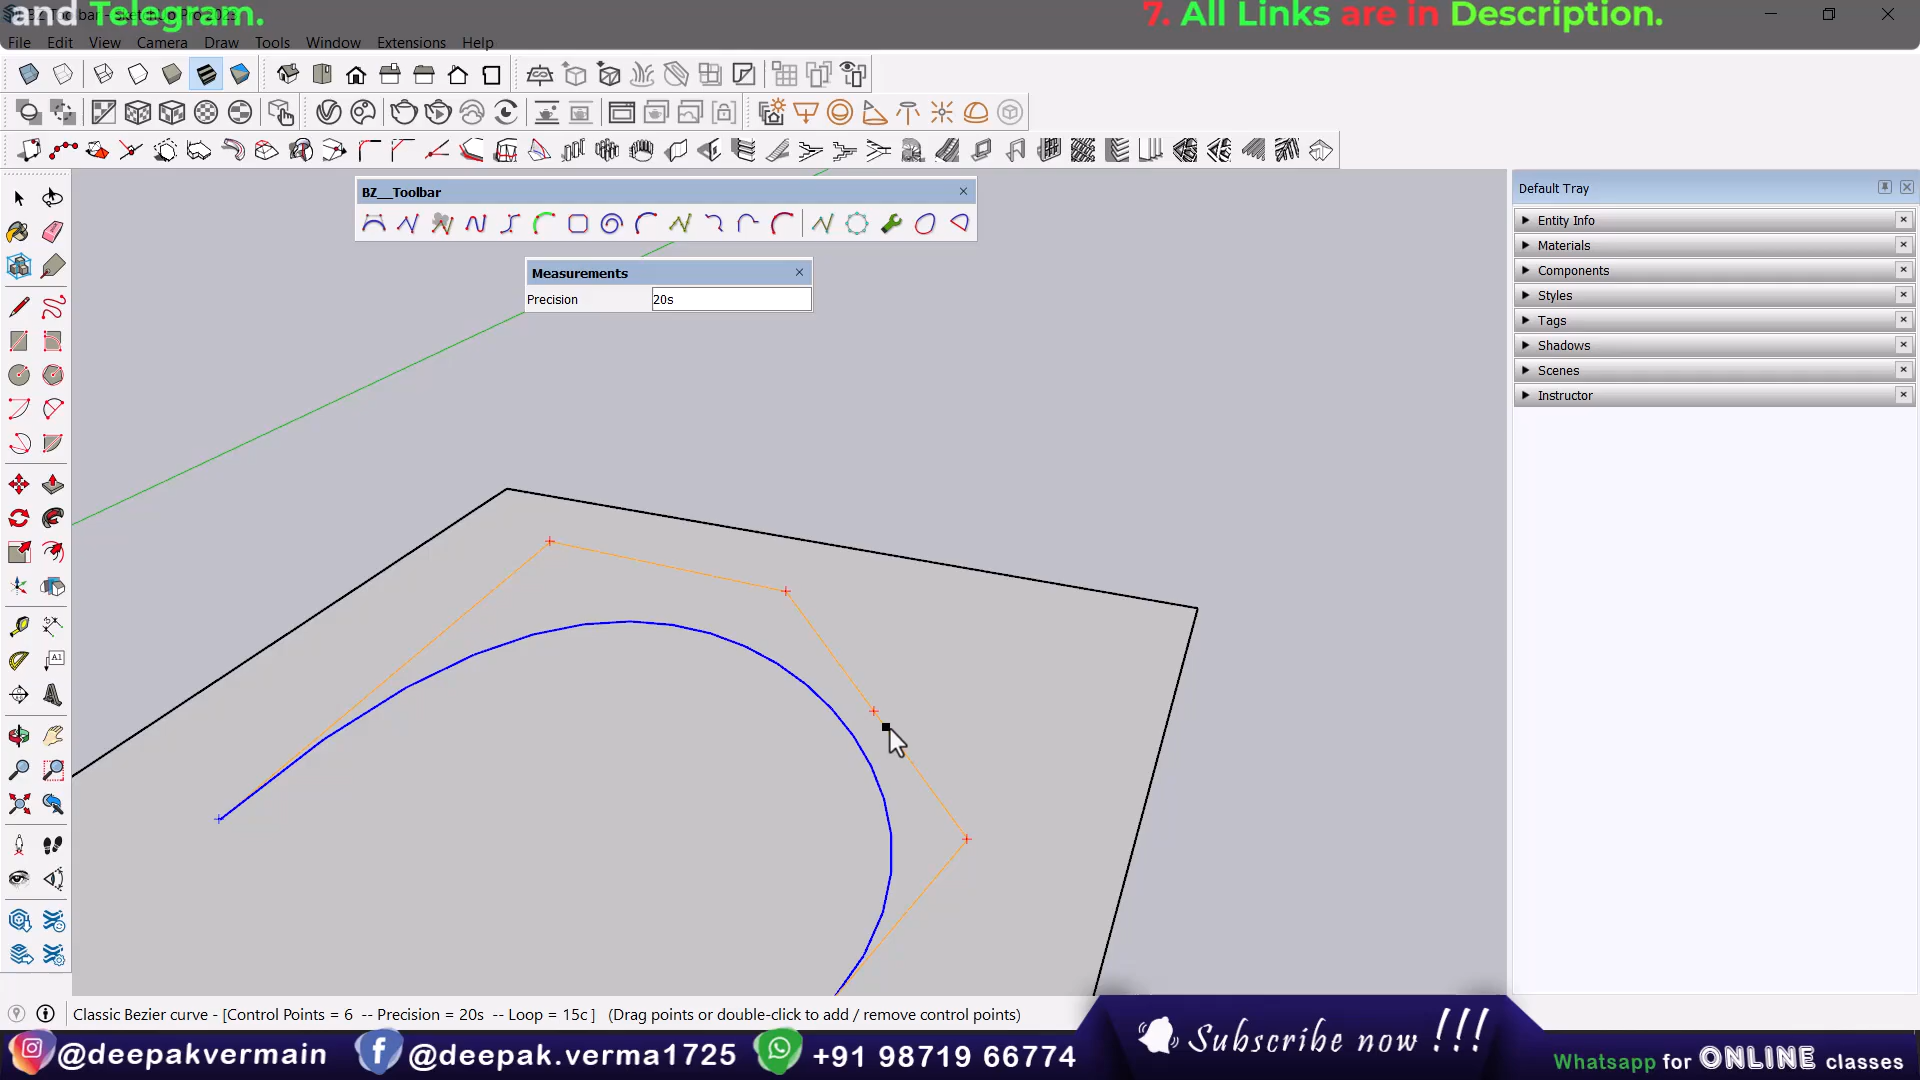 and Telegram.
7. All Links are in Description.
File Edit View Camera Draw Tools Window Extensions Help
BZ__Toolbar
Measurements
Precision 20s
Default Tray
Entity Info
Materials
Components
Styles
Tags
Shadows
Scenes
Instructor
A1
Classic Bezier curve - [Control Points = 6 -- Precision = 20s -- Loop = 15c ] (Drag points or double-click to add / remove control points)
@deepakvermain
@deepak.verma1725
+91 98719 66774
Subscribe now !!!
Whatsapp for ONLINE classes